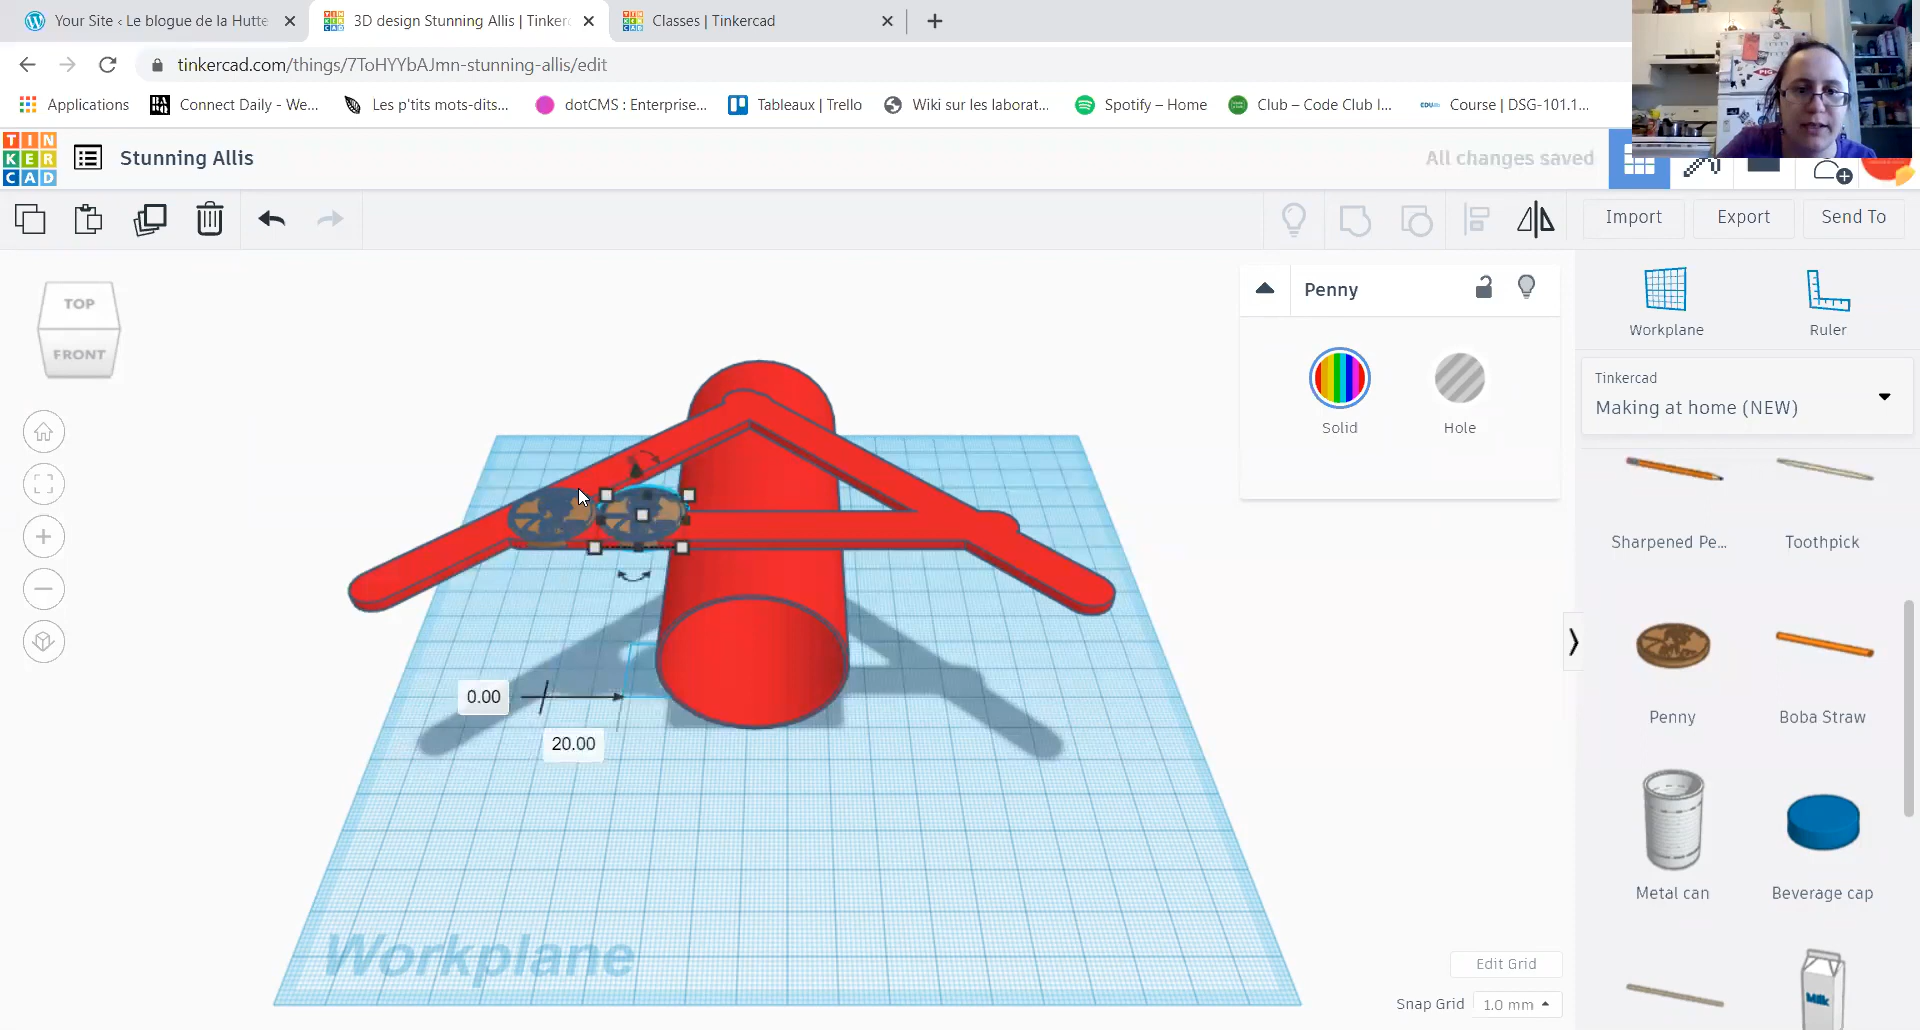 Your Site ‹ Le blogue de la Hutte
3D design Stunning Allis | Tinkerc
Classes | Tinkercad
tinkercad.com/things/7ToHYYbAJmn-stunning-allis/edit
Applications
Connect Daily - We...
Les p'tits mots-dits...
dotCMS : Enterprise...
Tableaux | Trello
Wiki sur les laborat...
Spotify – Home
Club – Code Club I...
Course | DSG-101.1...
TIN
KER
CAD
Stunning Allis
All changes saved
Import
Export
Send To
TOP
FRONT
Penny
Solid
Hole
Workplane
Ruler
Tinkercad
Making at home (NEW)
Sharpened Pe...
Toothpick
Penny
Boba Straw
Metal can
Beverage cap
Milk
0.00
20.00
Workplane
Edit Grid
Snap Grid
1.0 mm